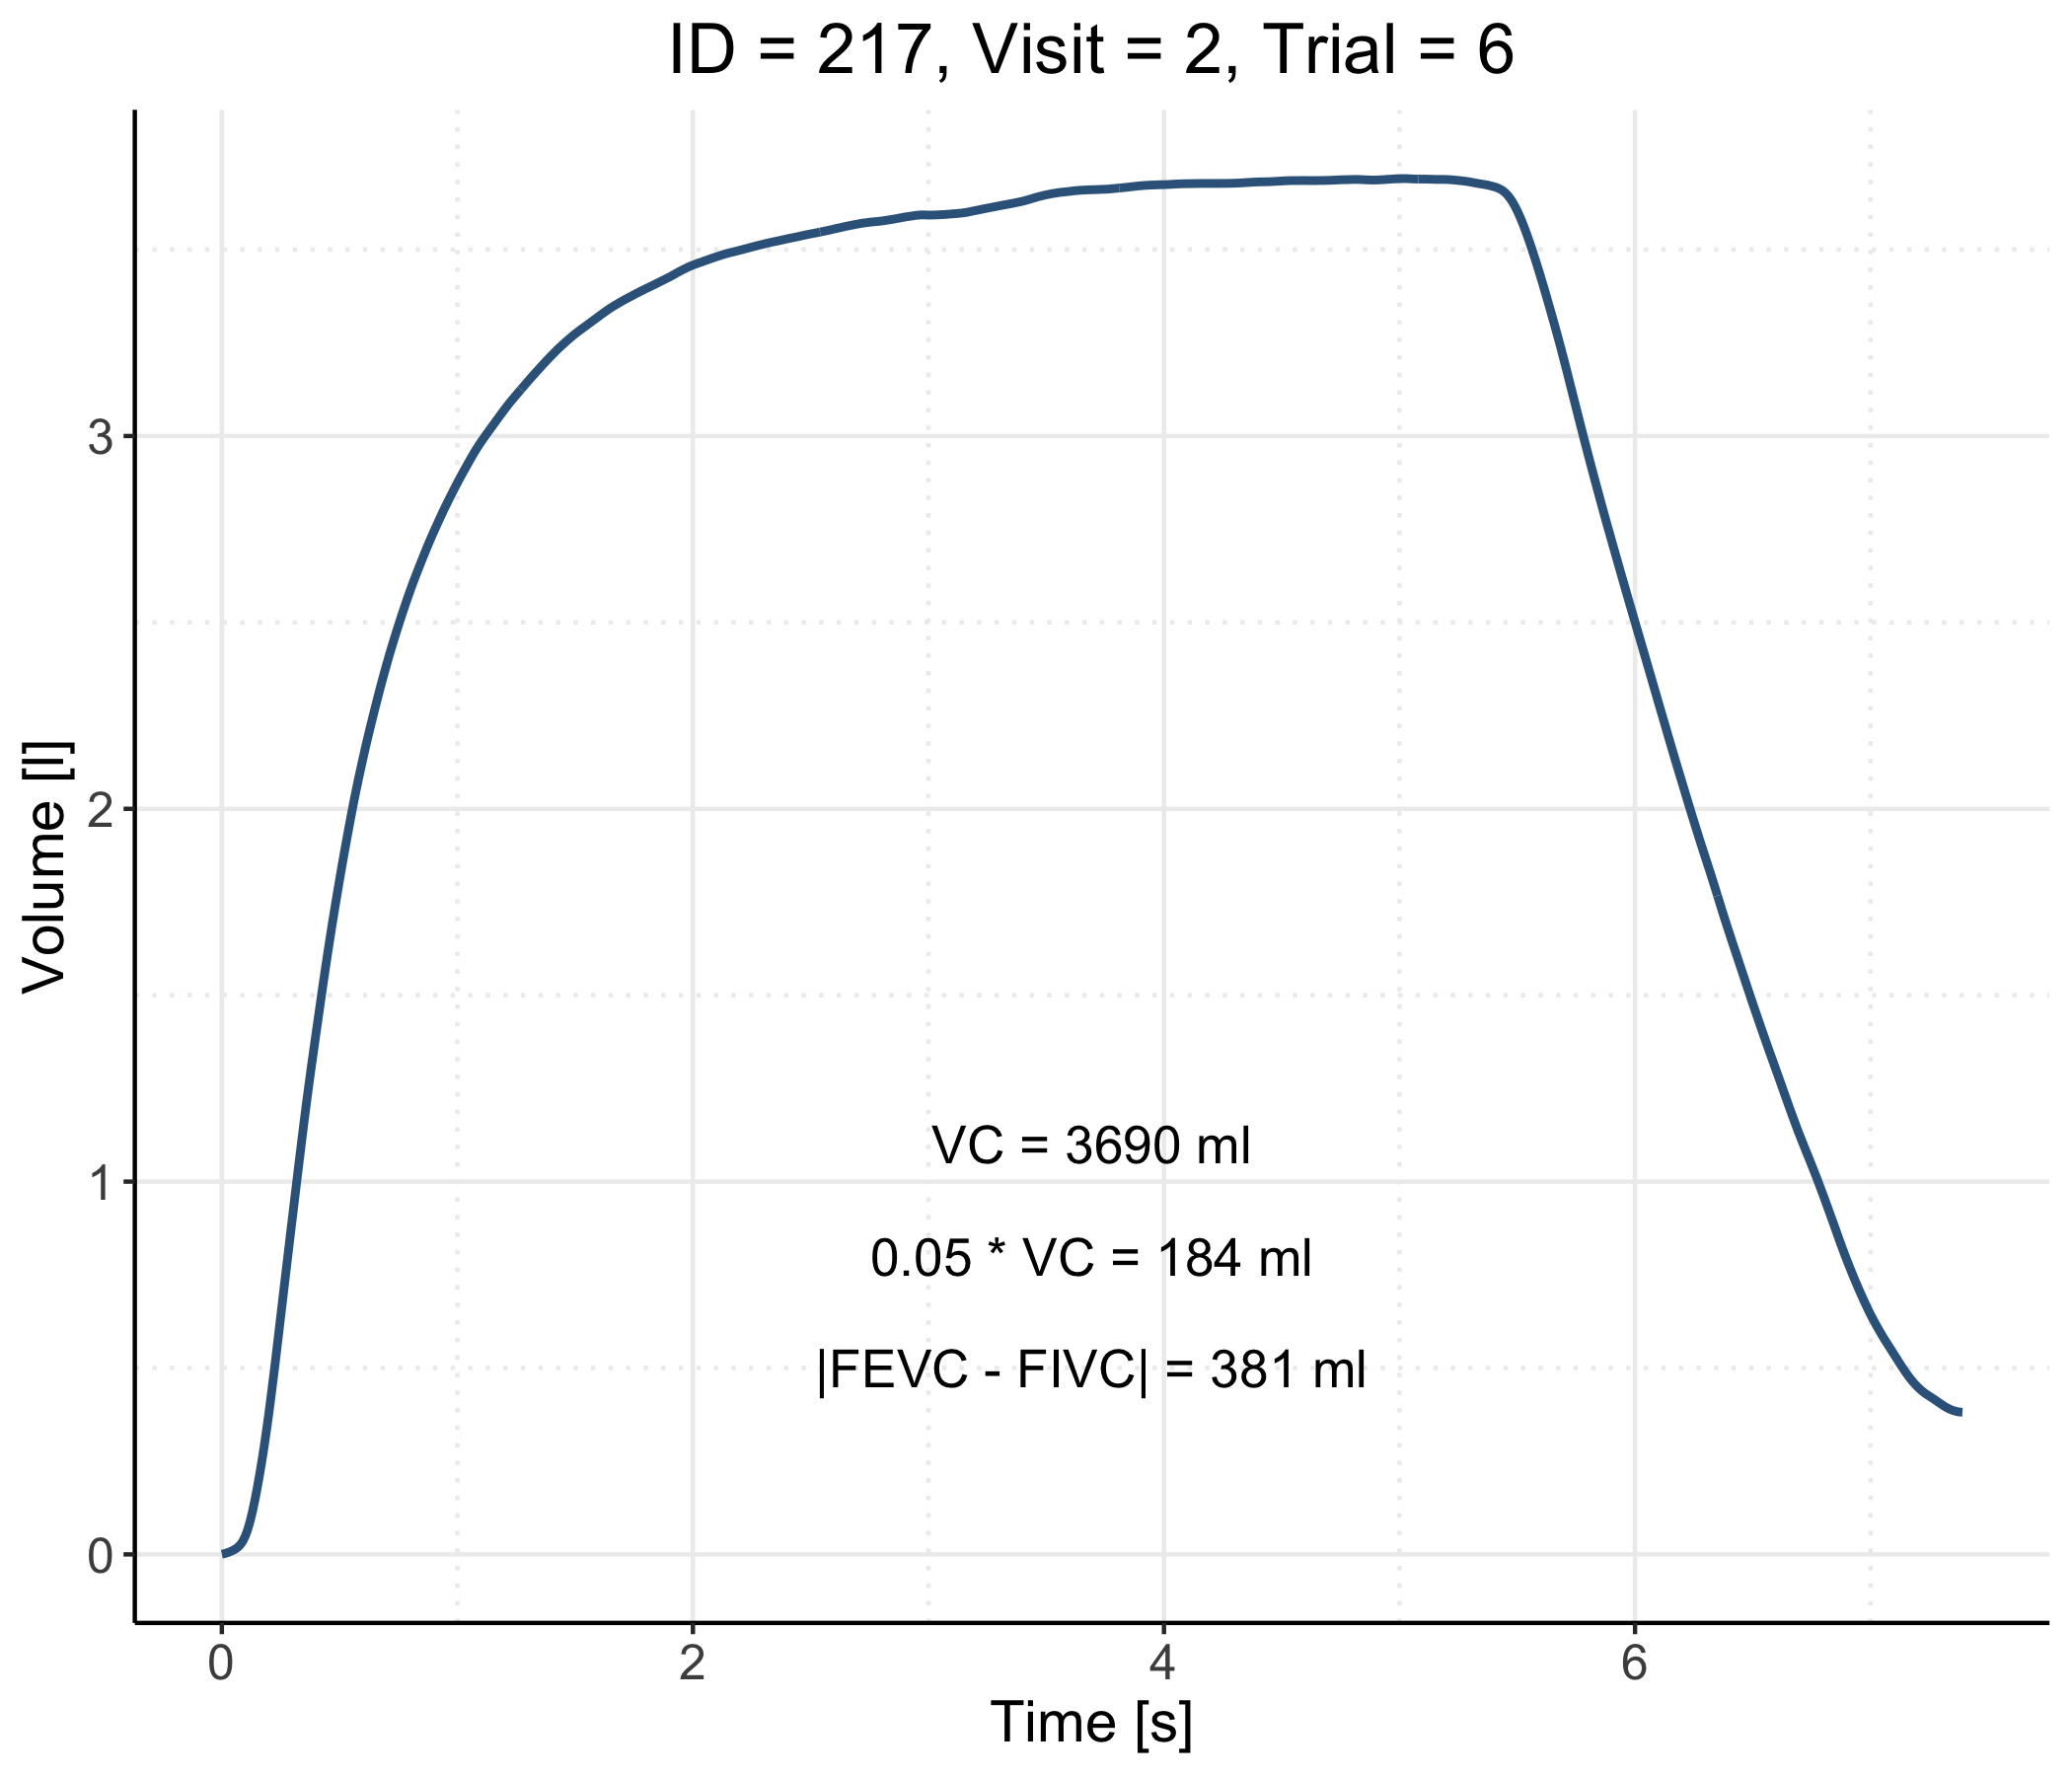 ID = 217, Visit = 2, Trial = 6
3
2
1
0
Volume [l]
VC = 3690 ml
0.05 * VC = 184 ml
|FEVC - FIVC| = 381 ml
0 2 4 6
Time [s]